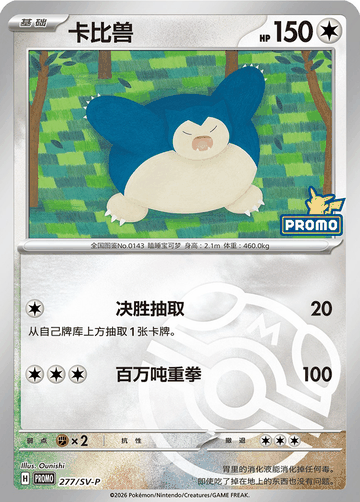 基础 卡比兽 HP 150
PROMO
全国图鉴No.0143 瞌睡宝可梦 身高：2.1m 体重：460.0kg
决胜抽取 20
从自己牌库上方抽取1张卡牌。
百万吨重拳 100
弱点 ×2 抗性 撤退
Illus. Ounishi
H PROMO 277/SV-P
胃里的消化液能消化掉任何毒。
即使吃了掉在地上的东西也没有问题。
©2026 Pokémon/Nintendo/Creatures/GAME FREAK.